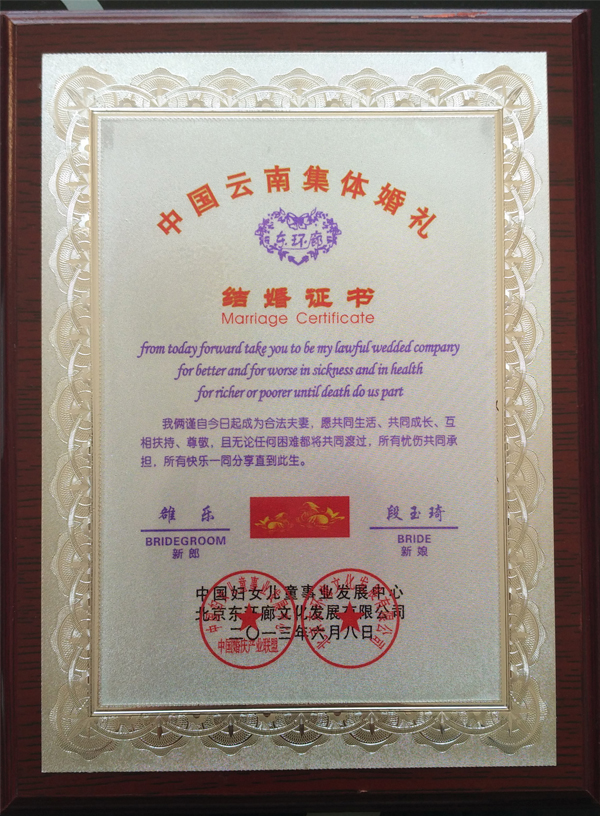 中国云南集体婚礼
东环廊
结婚证书
Marriage Certificate
from today forward take you to be my lawful wedded company
for better and for worse in sickness and in health
for richer or poorer until death do us part
我俩谨自今日起成为合法夫妻，愿共同生活、共同成长、互
相扶持、尊敬，且无论任何困难都将共同渡过，所有忧伤共同承
担，所有快乐一同分享直到此生。
雒 乐
段玉琦
BRIDEGROOM
BRIDE
新郎
新娘
中国妇女儿童事业发展中心
北京东环廊文化发展有限公司
二〇一三年六月八日
中国婚庆产业联盟